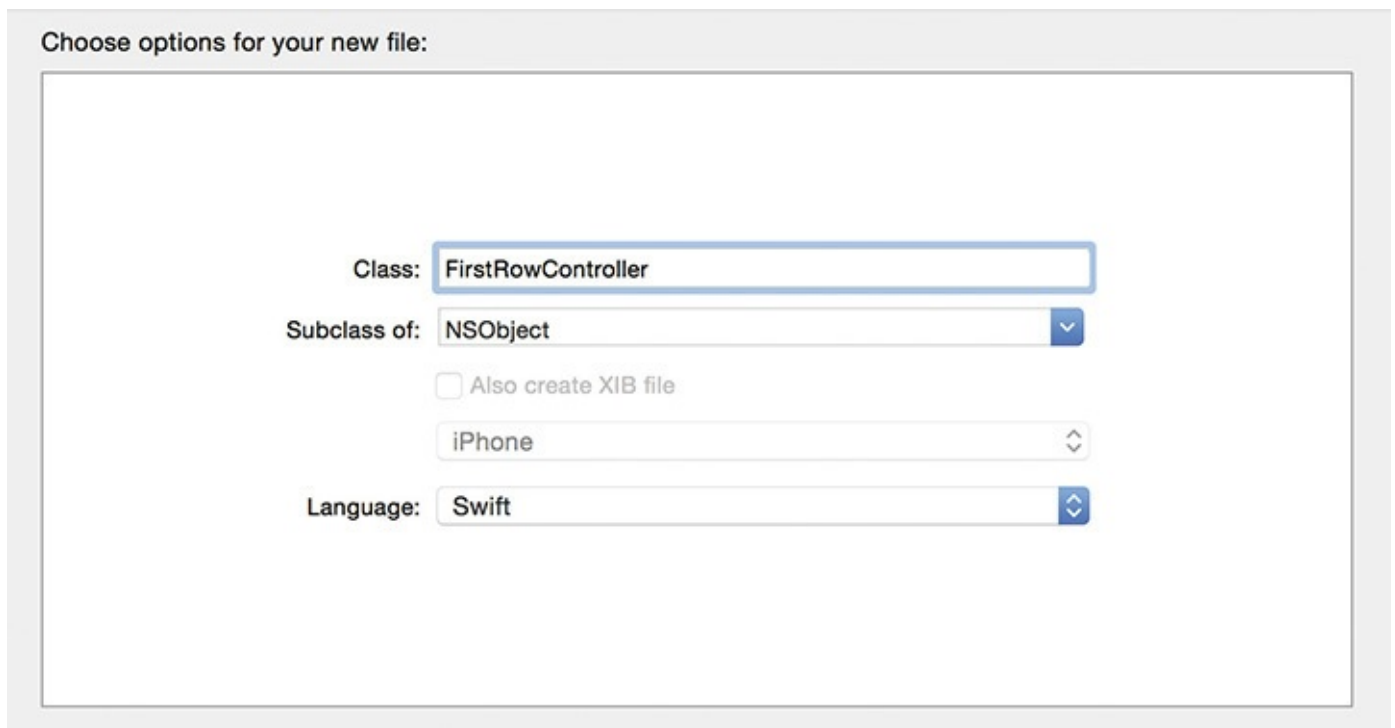 Choose options for your new file:
Class: FirstRowController
Subclass of: NSObject
Also create XIB file
iPhone
Language: Swift